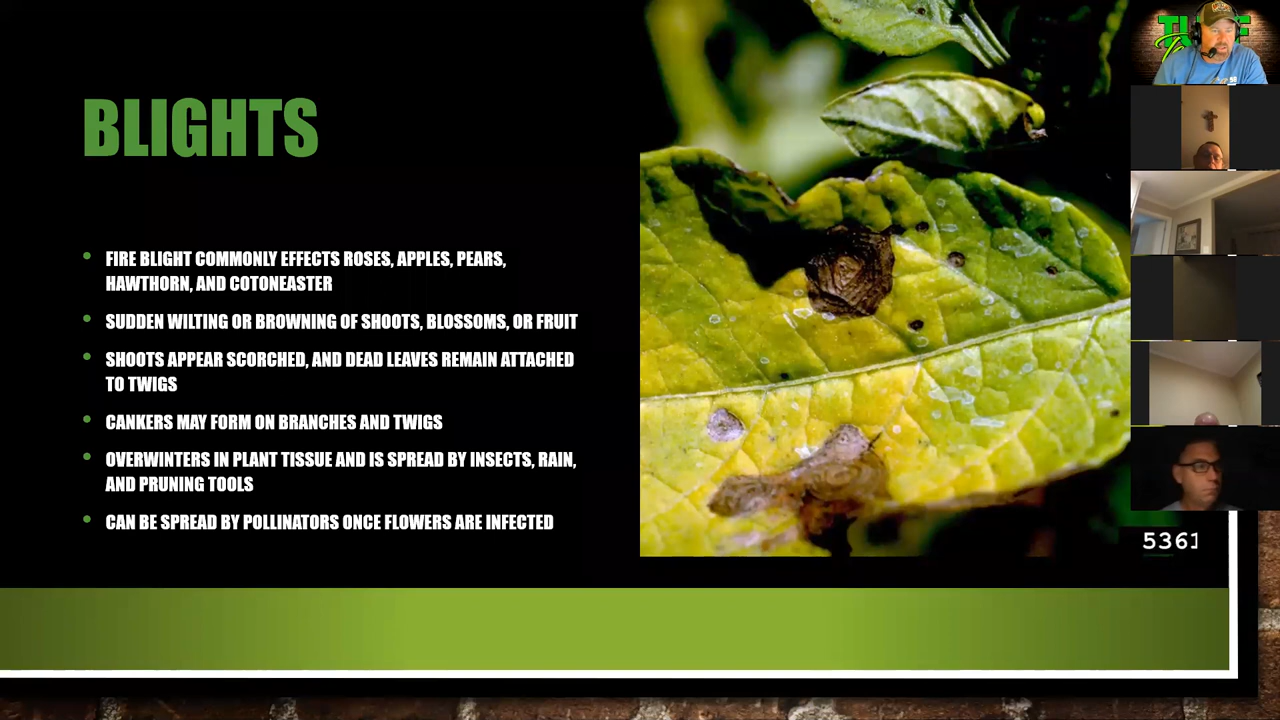 BLIGHTS
FIRE BLIGHT COMMONLY EFFECTS ROSES, APPLES, PEARS,
HAWTHORN, AND COTONEASTER
SUDDEN WILTING OR BROWNING OF SHOOTS, BLOSSOMS, OR FRUIT
SHOOTS APPEAR SCORCHED, AND DEAD LEAVES REMAIN ATTACHED
TO TWIGS
CANKERS MAY FORM ON BRANCHES AND TWIGS
OVERWINTERS IN PLANT TISSUE AND IS SPREAD BY INSECTS, RAIN,
AND PRUNING TOOLS
CAN BE SPREAD BY POLLINATORS ONCE FLOWERS ARE INFECTED
5361